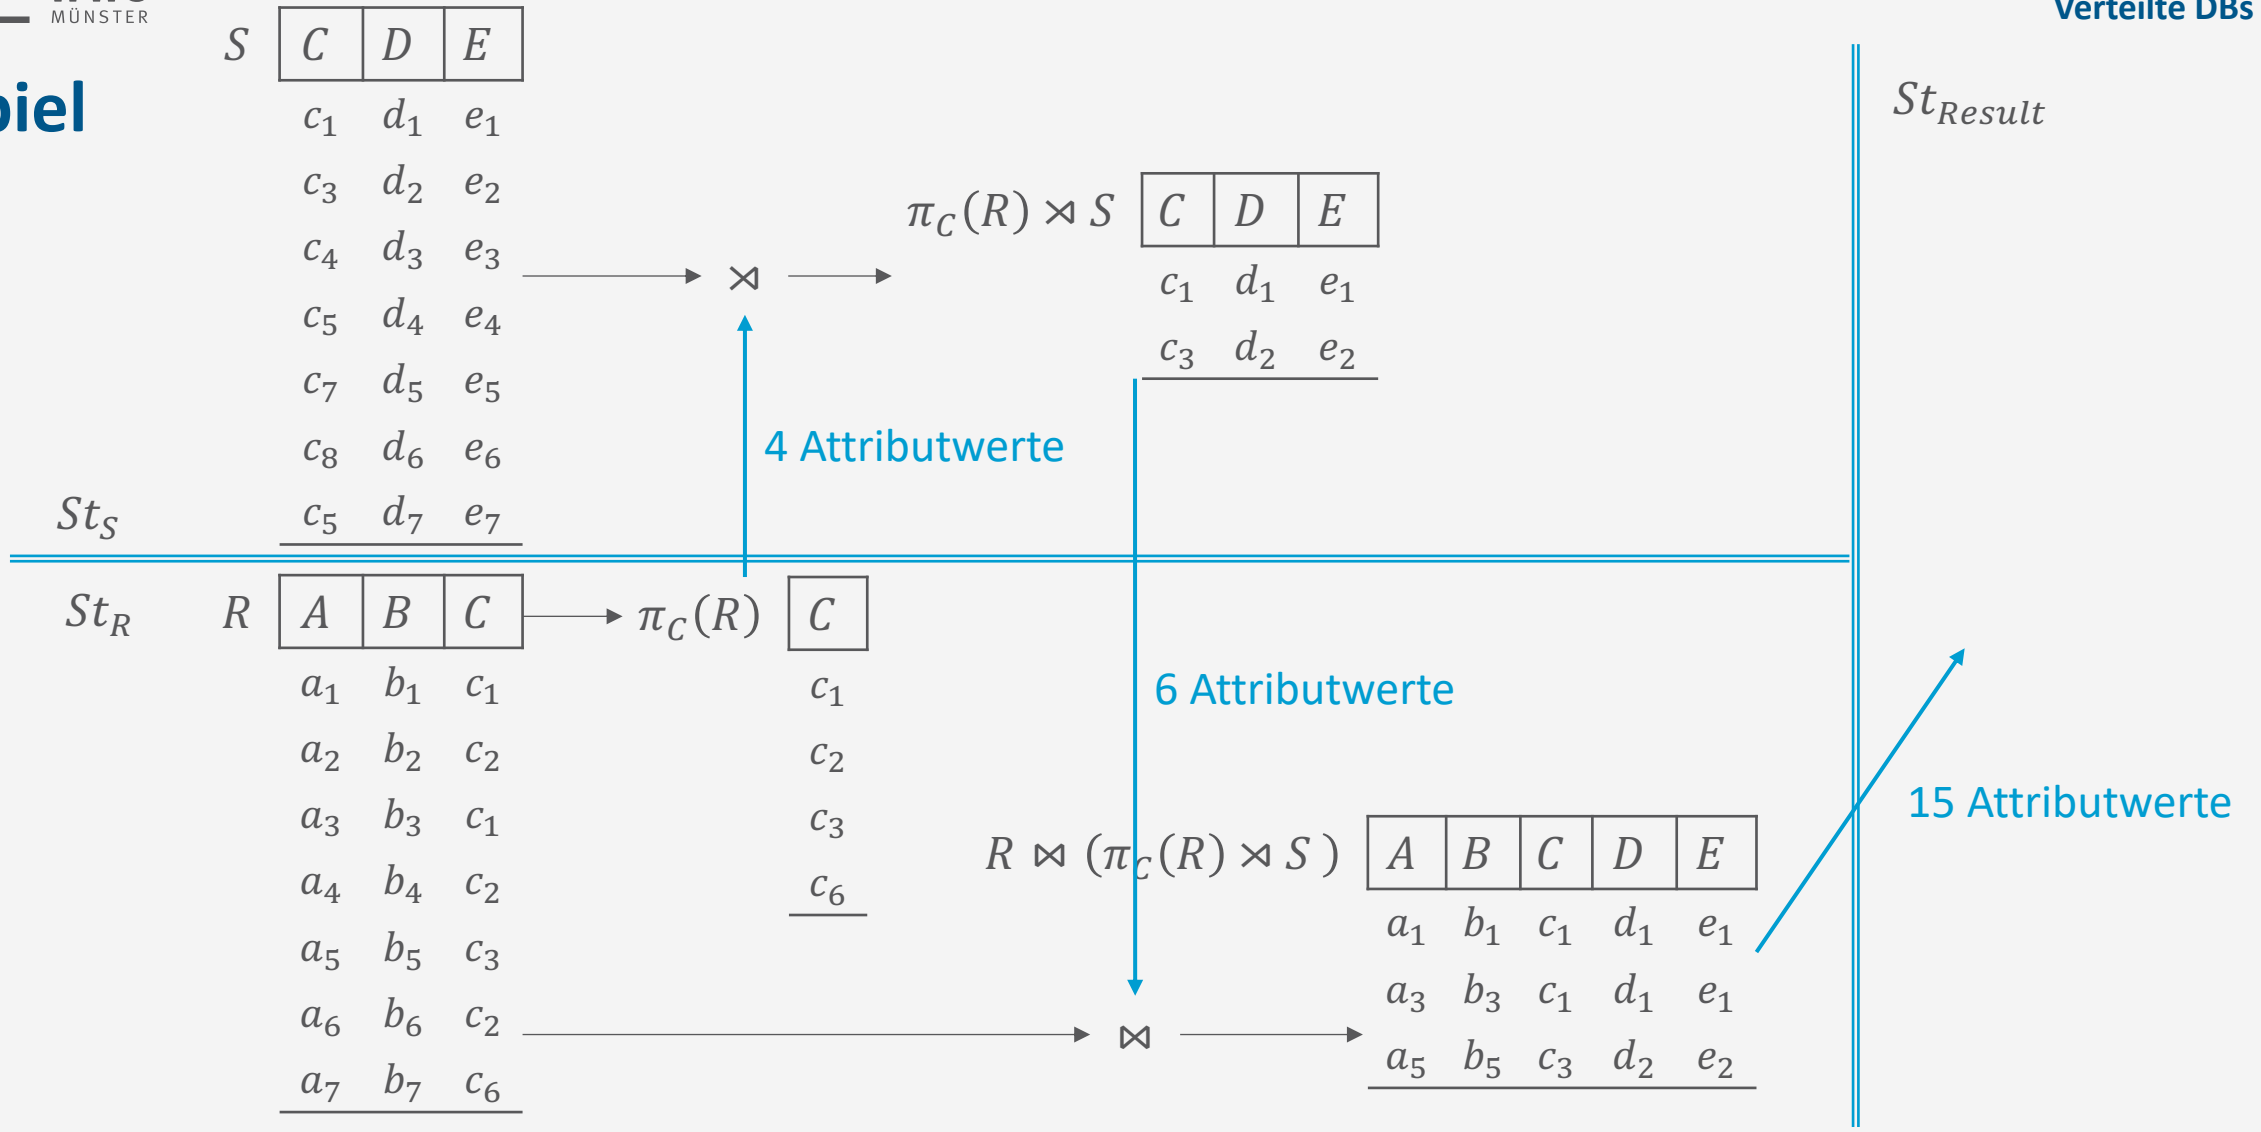 MÜNSTER
Verteilte DBs
piel
S C D E
c₁ d₁ e₁
c₃ d₂ e₂
c₄ d₃ e₃
c₅ d₄ e₄
c₇ d₅ e₅
c₈ d₆ e₆
c₅ d₇ e₇
St_S
⋊
π_C(R) ⋊ S C D E
c₁ d₁ e₁
c₃ d₂ e₂
St_Result
4 Attributwerte
St_R
R A B C
a₁ b₁ c₁
a₂ b₂ c₂
a₃ b₃ c₁
a₄ b₄ c₂
a₅ b₅ c₃
a₆ b₆ c₂
a₇ b₇ c₆
π_C(R) C
c₁
c₂
c₃
c₆
6 Attributwerte
⋈
R ⋈ (π_C(R) ⋊ S ) A B C D E
a₁ b₁ c₁ d₁ e₁
a₃ b₃ c₁ d₁ e₁
a₅ b₅ c₃ d₂ e₂
15 Attributwerte